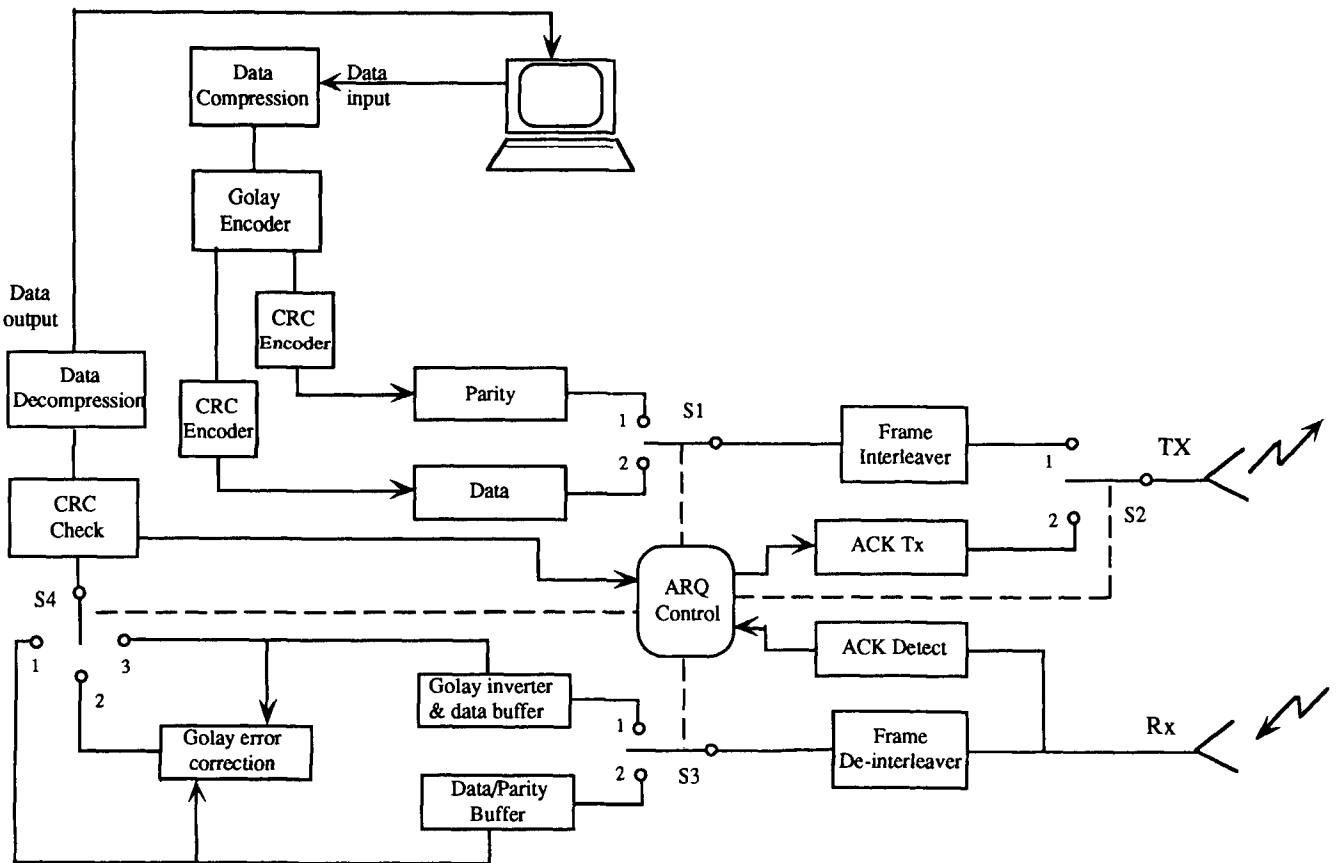 Data
Compression
Data
input
Golay
Encoder
Data
output
CRC
Encoder
Data
Decompression
CRC
Encoder
Parity
1
S1
2
Data
Frame
Interleaver
1
TX
2
S2
CRC
Check
ACK Tx
ARQ
Control
S4
1
3
2
ACK Detect
Golay inverter
& data buffer
1
Golay error
correction
2
S3
Frame
De-interleaver
Rx
Data/Parity
Buffer